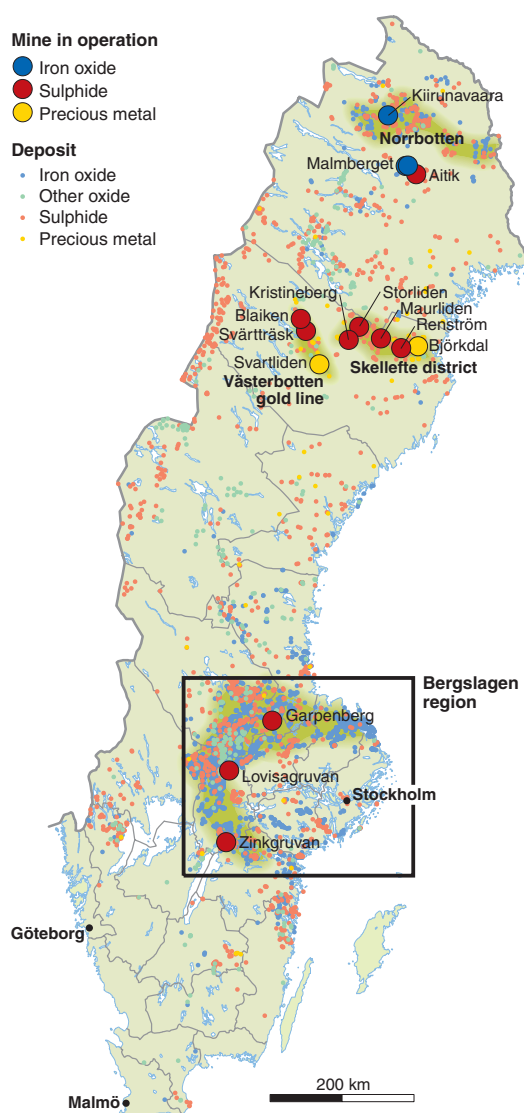 Mine in operation
Iron oxide
Sulphide
Precious metal
Deposit
Iron oxide
Other oxide
Sulphide
Precious metal
Kiirunavaara
Norrbotten
Malmberget
Aitik
Kristineberg
Storliden
Maurliden
Blaiken
Renström
Svärtträsk
Björkdal
Svartliden
Skellefte district
Västerbotten
gold line
Bergslagen
region
Garpenberg
Lovisagruvan
Stockholm
Zinkgruvan
Göteborg
200 km
Malmö